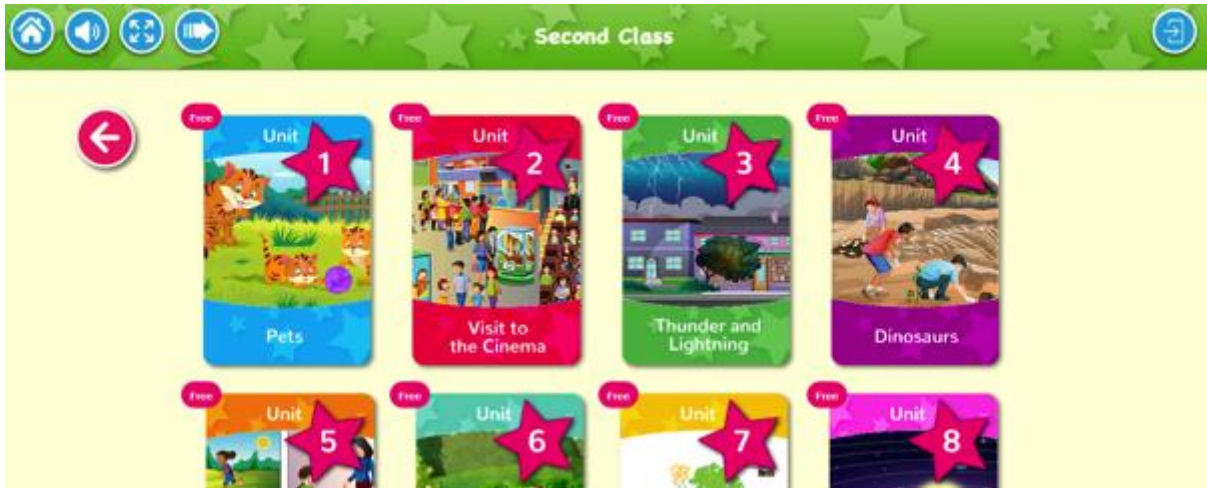 Second Class
Free
Unit
1
Pets
Free
Unit
2
Visit to
the Cinema
Free
Unit
3
Thunder and
Lightning
Free
Unit
4
Dinosaurs
Free
Unit
5
Free
Unit
6
Free
Unit
7
Free
Unit
8